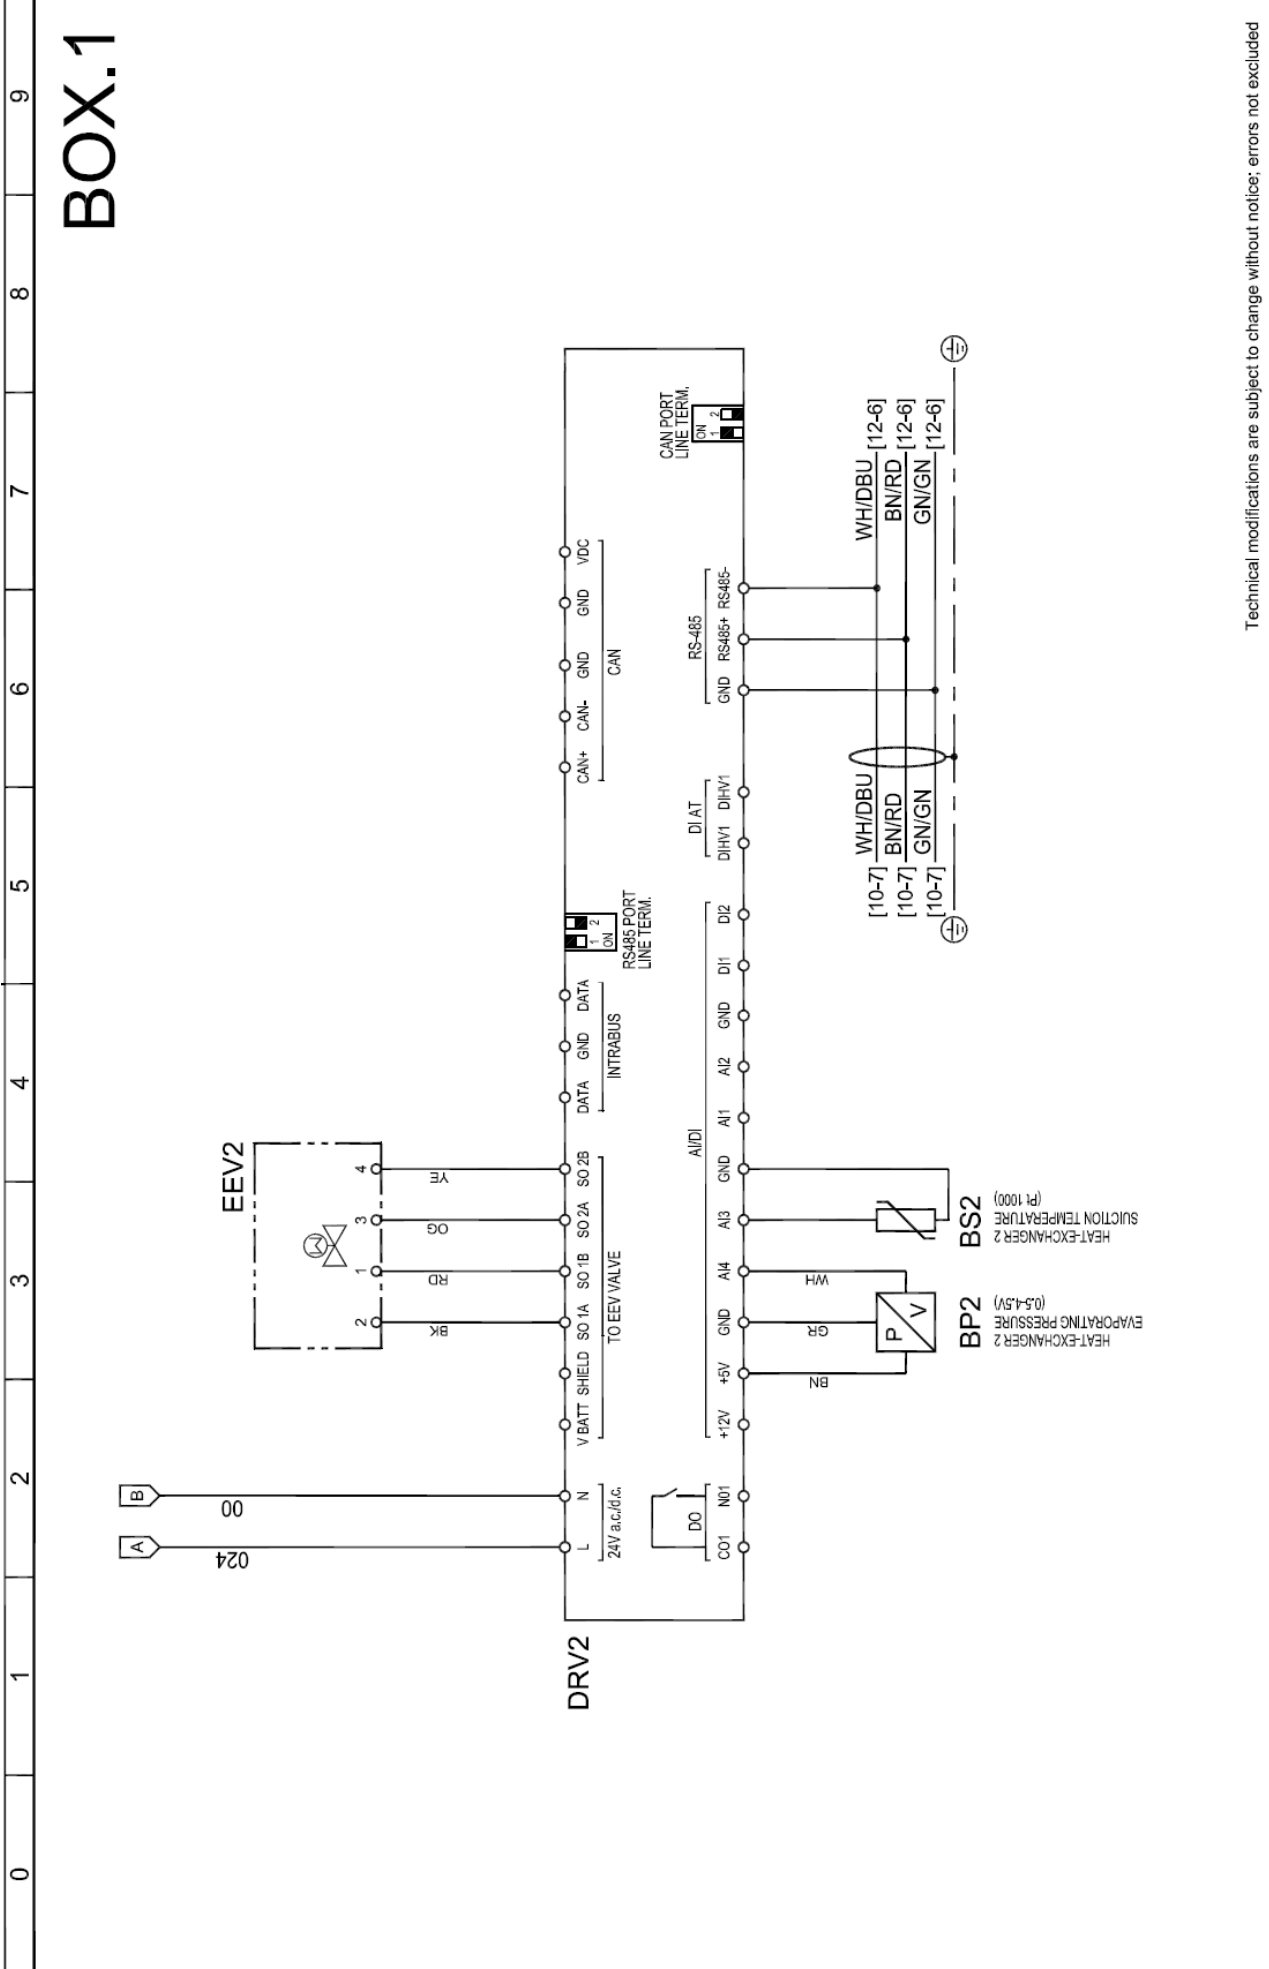 0
1
2
3
4
5
6
7
8
9
BOX.1
A
B
024
00
EEV2
2
1
3
4
M
BK
RD
OG
YE
DRV2
L
N
V BATT
SHIELD
SO 1A
SO 1B
SO 2A
SO 2B
DATA
GND
DATA
CAN+
CAN-
GND
GND
VDC
24V a.c./d.c.
TO EEV VALVE
INTRABUS
1
2
ON
RS485 PORT
LINE TERM.
CAN
CAN PORT
LINE TERM.
ON
1
2
DO
AI/DI
DI AT
RS-485
CO1
N01
+12V
+5V
GND
AI4
AI3
GND
AI1
AI2
GND
DI1
DI2
DIHV1
DIHV1
GND
RS485+
RS485-
BN
GR
WH
P
V
BP2
HEAT-EXCHANGER 2
EVAPORATING PRESSURE
(0.5-4.5V)
BS2
HEAT-EXCHANGER 2
SUICTION TEMPERATURE
(Pt 1000)
[10-7] WH/DBU
WH/DBU [12-6]
[10-7] BN/RD
BN/RD [12-6]
[10-7] GN/GN
GN/GN [12-6]
Technical modifications are subject to change without notice; errors not excluded